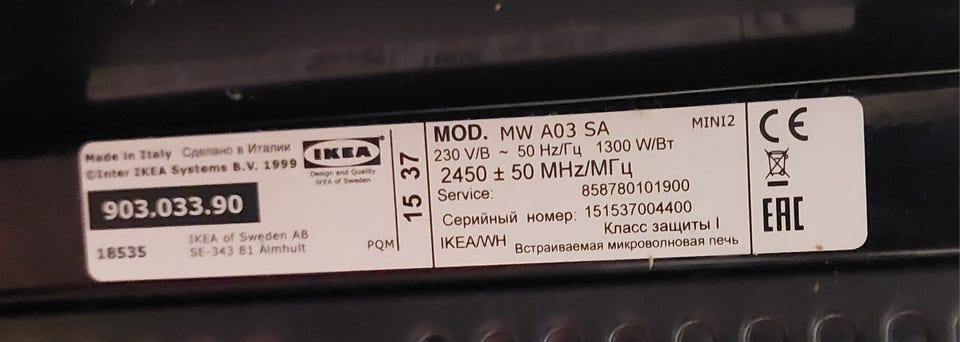 Made in Italy Сделано в Италии
©Inter IKEA Systems B.V. 1999
IKEA
Design and Quality
IKEA of Sweden
903.033.90
18535
IKEA of Sweden AB
SE-343 81 Älmhult
PQM
15 37
MOD. MW A03 SA
MINI2
230 V/В ~ 50 Hz/Гц 1300 W/Вт
2450 ± 50 MHz/МГц
Service: 858780101900
Серийный номер: 151537004400
Класс защиты I
IKEA/WH Встраиваемая микроволновая печь
CE
EAC